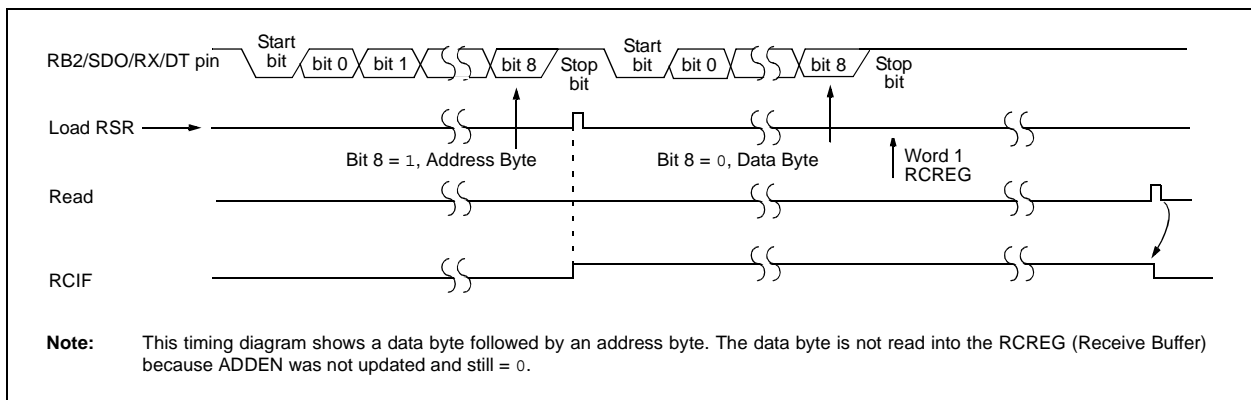 RB2/SDO/RX/DT pin
Start
bit
bit 0
bit 1
bit 8
Stop
bit
Start
bit
bit 0
bit 8
Stop
bit
Load RSR
Bit 8 = 1, Address Byte
Bit 8 = 0, Data Byte
Word 1
RCREG
Read
RCIF
Note: This timing diagram shows a data byte followed by an address byte. The data byte is not read into the RCREG (Receive Buffer)
because ADDEN was not updated and still = 0.